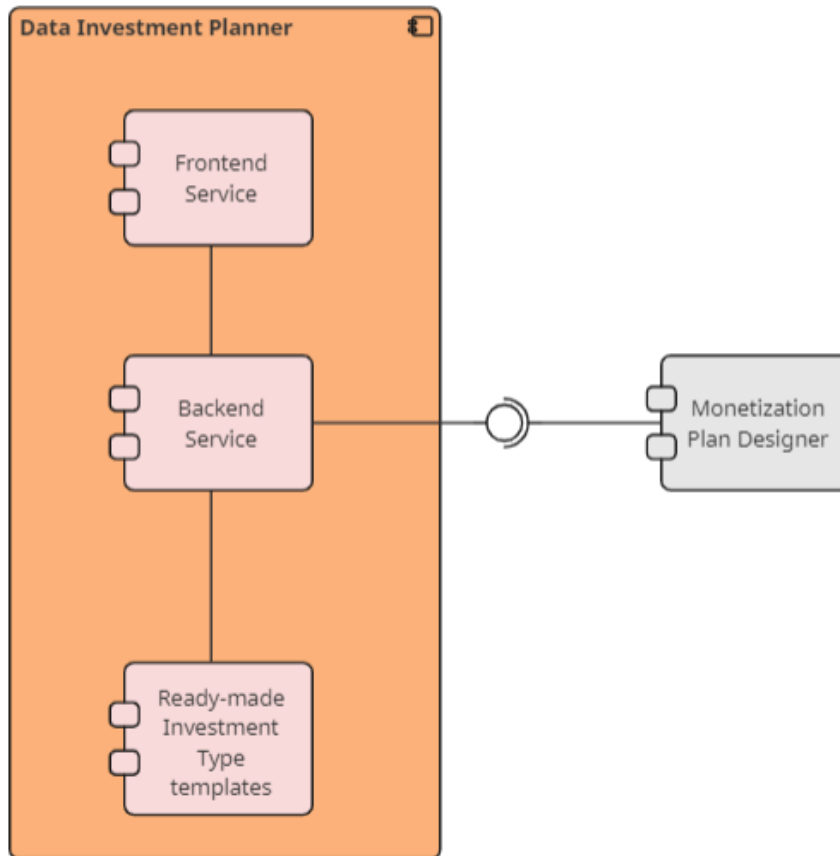 Data Investment Planner
Frontend
Service
Backend
Service
Monetization
Plan Designer
Ready-made
Investment
Type
templates